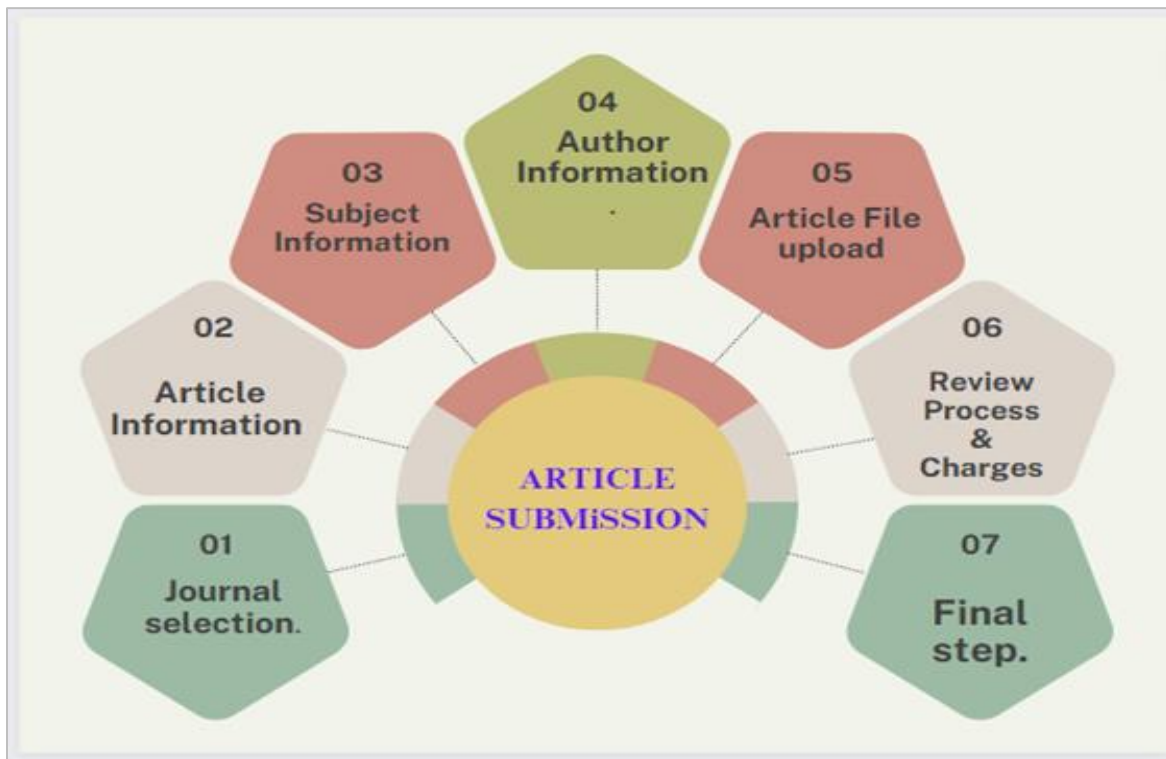 01
Journal
selection.
02
Article
Information
03
Subject
Information
04
Author
Information
.
05
Article File
upload
06
Review
Process
&
Charges
07
Final
step.
ARTICLE
SUBMiSSION